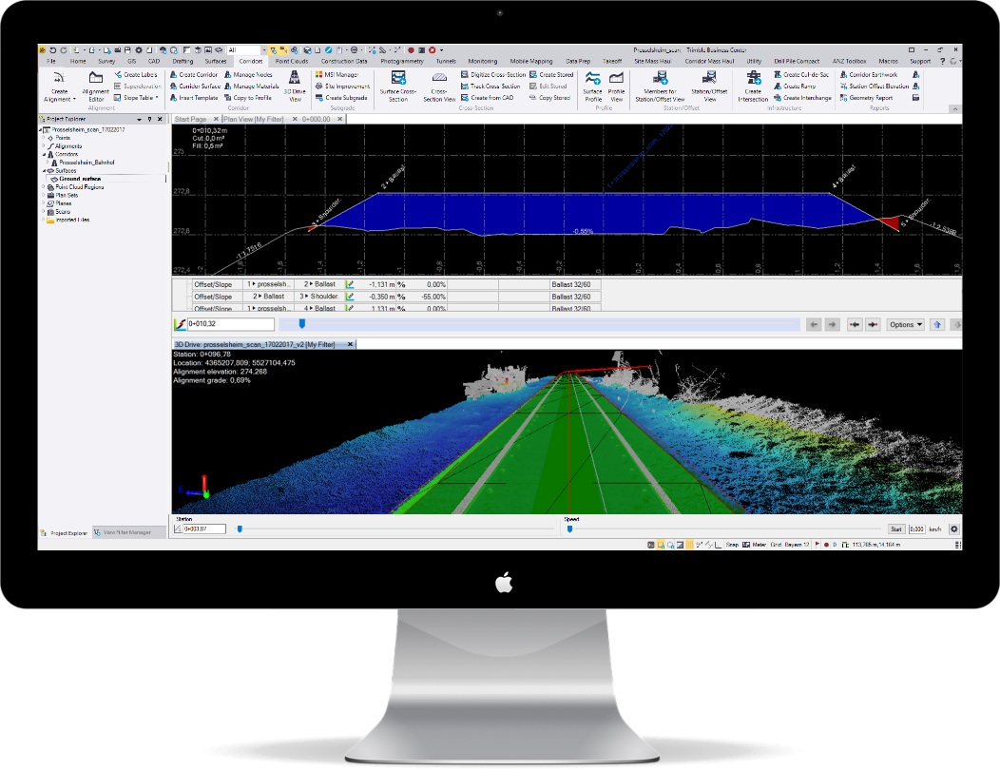 All
Prosselsheim_scan - Trimble Business Center
File Home Survey GIS CAD Drafting Surfaces Corridors Point Clouds Construction Data Photogrammetry Tunnels Monitoring Mobile Mapping Data Prep Takeoff Site Mass Haul Corridor Mass Haul Utility Drill Pile Compact ANZ Toolbox Macros Support
Create Alignment
Alignment Editor
Create Labels
Superelevation
Slope Table
Alignment
Create Corridor
Corridor Surface
Insert Template
Manage Nodes
Manage Materials
Copy to Profile
3D Drive View
Corridor
MSI Manager
Site Improvement
Create Subgrade
Subgrade
Surface Cross-Section
Cross-Section View
Digitize Cross-Section
Track Cross-Section
Create from CAD
Create Stored
Edit Stored
Copy Stored
Cross-Section
Surface Profile
Profile View
Profile
Members for Station/Offset View
Station/Offset View
Station/Offset
Create Intersection
Create Cul-de-Sac
Create Ramp
Create Interchange
Infrastructure
Corridor Earthwork
Station Offset Elevation
Geometry Report
Reports
Project Explorer
Prosselsheim_scan_17022017
Points
Alignments
Corridors
Prosselsheim_Bahnhof
Surfaces
Ground_surface
Point Cloud Regions
Plan Sets
Planes
Scans
Imported Files
Project Explorer View Filter Manager
Start Page Plan View [My Filter] 0+000,00
0+010,32 m
Cut: 0,0 m²
Fill: 0,5 m²
273
272,8
272,6
272,4
2 ▸ Ballast
4 ▸ Ballast
3 ▸ Shoulder.
5 ▸ Shoulder.
-0,55%
-1:1,7516
-1:2,5388
Offset/Slope 1 ▸ prosselsh... 2 ▸ Ballast -1,131 m % 0.00% Ballast 32/60
Offset/Slope 2 ▸ Ballast 3 ▸ Shoulder. -0,350 m % -55.00% Ballast 32/60
Offset/Slope 1 ▸ prosselsh... 4 ▸ Ballast 1,131 m % 0.00% Ballast 32/60
0+010,32
Options
3D Drive: prosselsheim_scan_17022017_v2 [My Filter]
Station: 0+096,78
Location: 4365207,809; 5527104,475
Alignment elevation: 274,268
Alignment grade: 0,69%
E
Station
0+003,87
Speed
Start 0,000 km/h
Snap Meter Grid Bayern 12 0 113,765 m,14,164 m